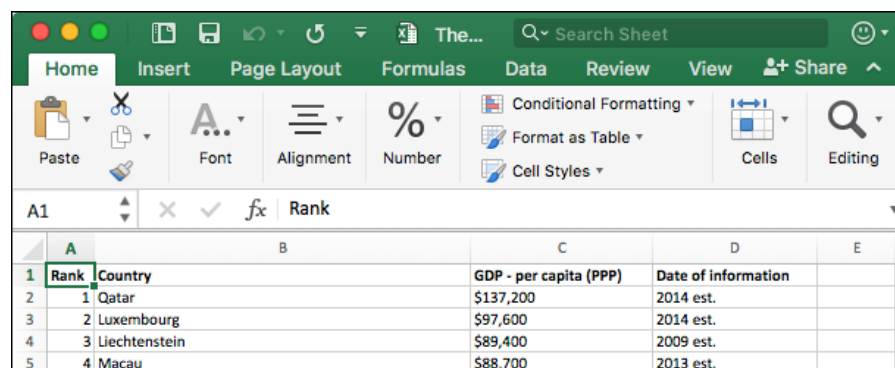 The... Search Sheet
Home Insert Page Layout Formulas Data Review View Share
Conditional Formatting
Format as Table
Cell Styles
Paste Font Alignment Number Cells Editing
A1 fx Rank
A B C D E
1 Rank Country GDP - per capita (PPP) Date of information
2 1 Qatar $137,200 2014 est.
3 2 Luxembourg $97,600 2014 est.
4 3 Liechtenstein $89,400 2009 est.
5 4 Macau $88,700 2013 est.